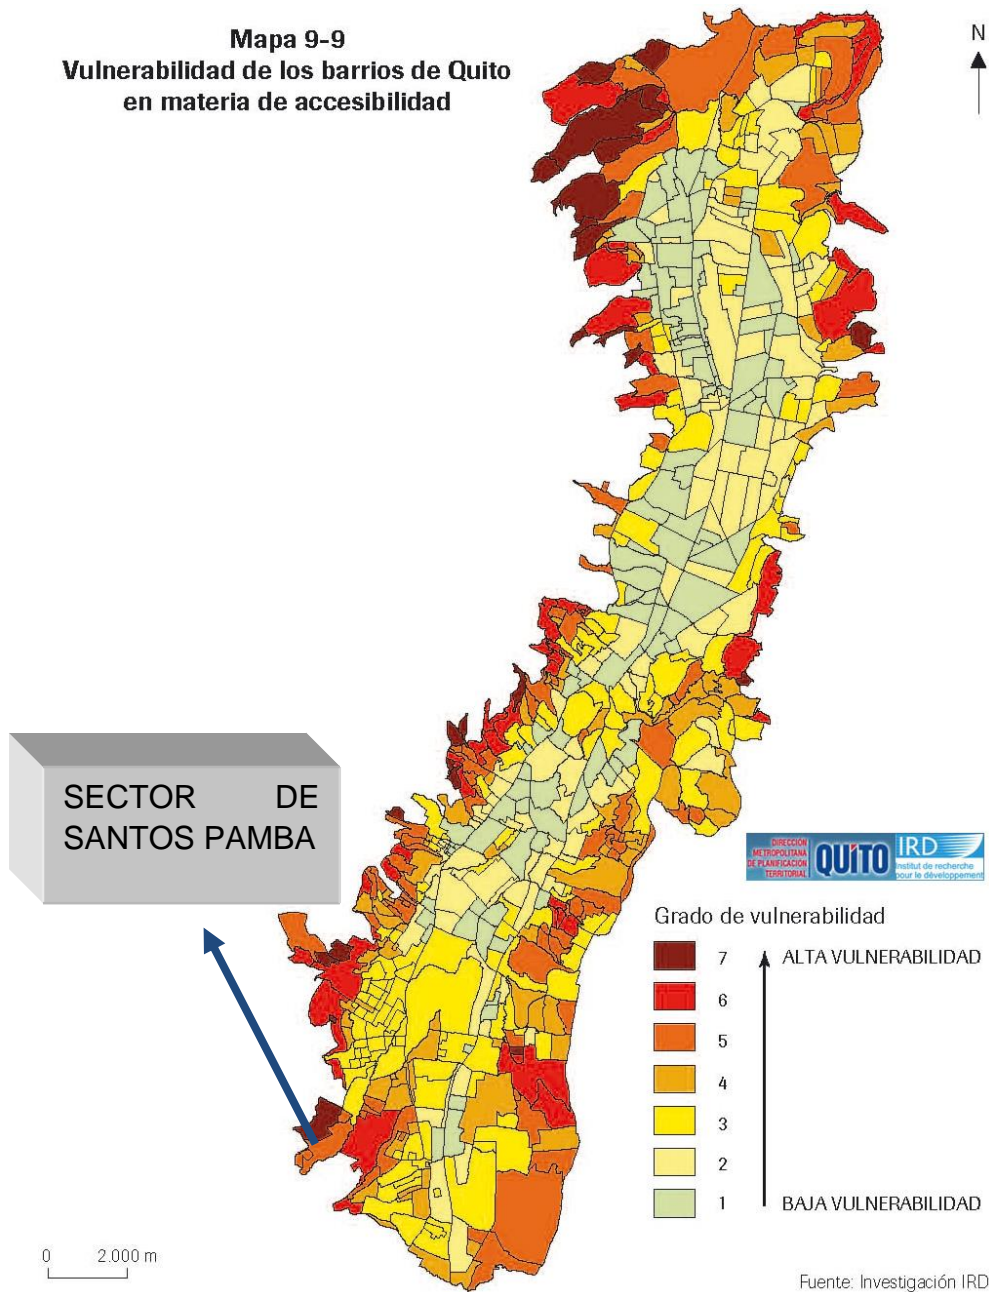 Mapa 9-9
Vulnerabilidad de los barrios de Quito
en materia de accesibilidad
N
SECTOR DE
SANTOS PAMBA
DIRECCIÓN
METROPOLITANA
DE PLANIFICACIÓN
TERRITORIAL
QUITO
IRD
Institut de recherche
pour le développement
Grado de vulnerabilidad
7 ALTA VULNERABILIDAD
6
5
4
3
2
1 BAJA VULNERABILIDAD
0 2.000 m
Fuente: Investigación IRD